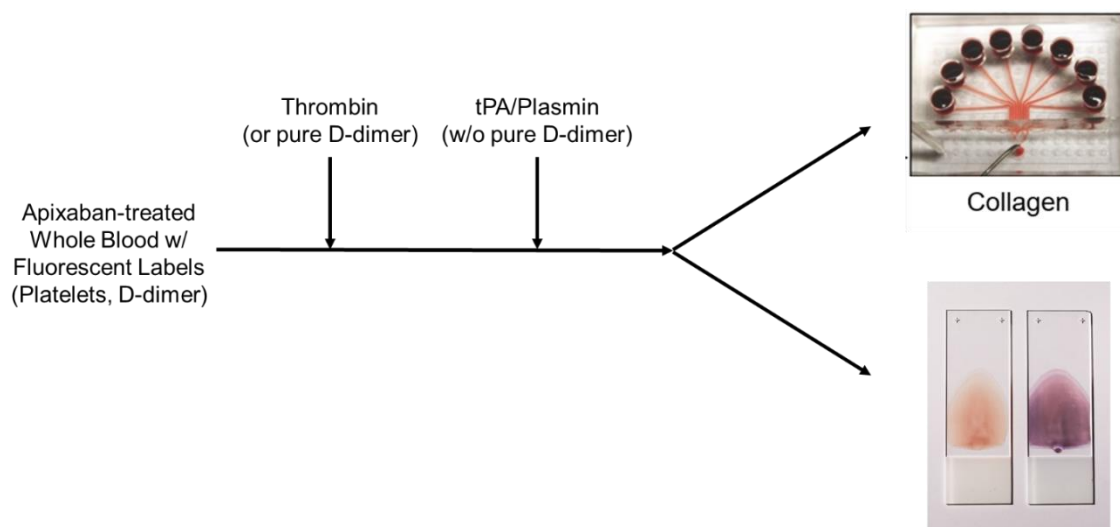 Thrombin
(or pure D-dimer)
tPA/Plasmin
(w/o pure D-dimer)
Apixaban-treated
Whole Blood w/
Fluorescent Labels
(Platelets, D-dimer)
Collagen